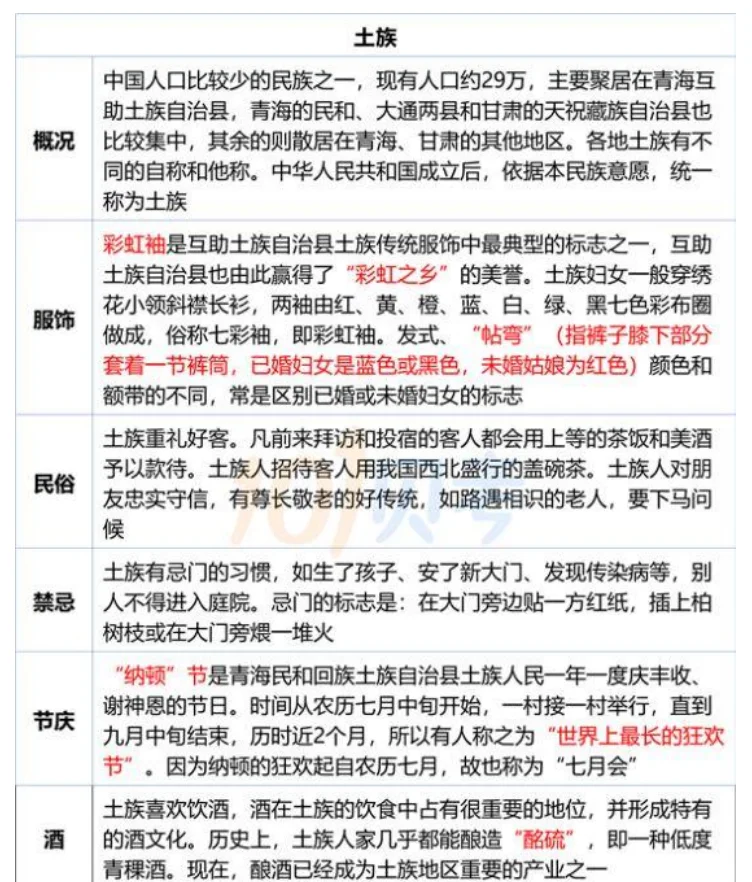 土族
概况
中国人口比较少的民族之一，现有人口约29万，主要聚居在青海互
助土族自治县，青海的民和、大通两县和甘肃的天祝藏族自治县也
比较集中，其余的则散居在青海、甘肃的其他地区。各地土族有不
同的自称和他称。中华人民共和国成立后，依据本民族意愿，统一
称为土族
服饰
彩虹袖是互助土族自治县土族传统服饰中最典型的标志之一，互助
土族自治县也由此赢得了“彩虹之乡”的美誉。土族妇女一般穿绣
花小领斜襟长衫，两袖由红、黄、橙、蓝、白、绿、黑七色彩布圈
做成，俗称七彩袖，即彩虹袖。发式、“帖弯”（指裤子膝下部分
套着一节裤筒，已婚妇女是蓝色或黑色，未婚姑娘为红色）颜色和
额带的不同，常是区别已婚或未婚妇女的标志
民俗
土族重礼好客。凡前来拜访和投宿的客人都会用上等的茶饭和美酒
予以款待。土族人招待客人用我国西北盛行的盖碗茶。土族人对朋
友忠实守信，有尊长敬老的好传统，如路遇相识的老人，要下马问
候
101贝考
禁忌
土族有忌门的习惯，如生了孩子、安了新大门、发现传染病等，别
人不得进入庭院。忌门的标志是：在大门旁边贴一方红纸，插上柏
树枝或在大门旁煨一堆火
节庆
“纳顿”节是青海民和回族土族自治县土族人民一年一度庆丰收、
谢神恩的节日。时间从农历七月中旬开始，一村接一村举行，直到
九月中旬结束，历时近2个月，所以有人称之为“世界上最长的狂欢
节”。因为纳顿的狂欢起自农历七月，故也称为“七月会”
酒
土族喜欢饮酒，酒在土族的饮食中占有很重要的地位，并形成特有
的酒文化。历史上，土族人家几乎都能酿造“酩硫”，即一种低度
青稞酒。现在，酿酒已经成为土族地区重要的产业之一